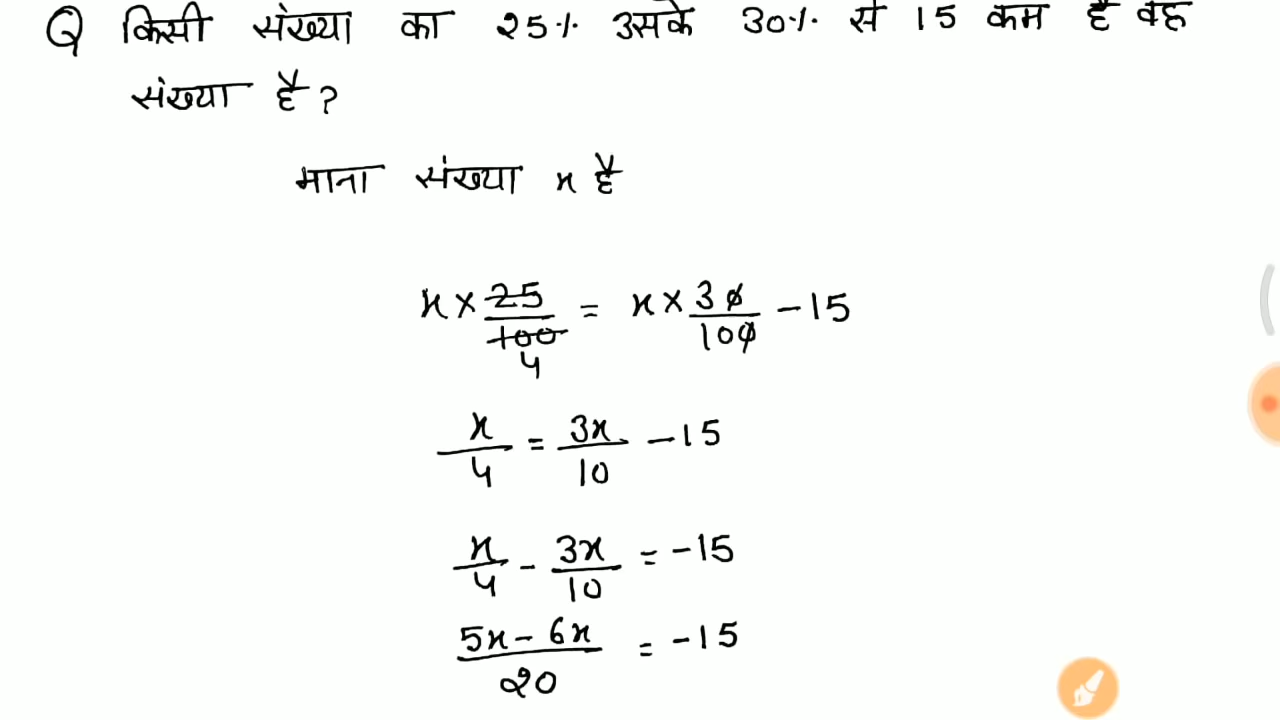 Q किसी संख्या का 25% उसके 30% से 15 कम है वह
संख्या है?
माना संख्या x है
x × 25/100 = x × 30/100 - 15
4
x/4 = 3x/10 - 15
x/4 - 3x/10 = -15
5x - 6x/20 = -15